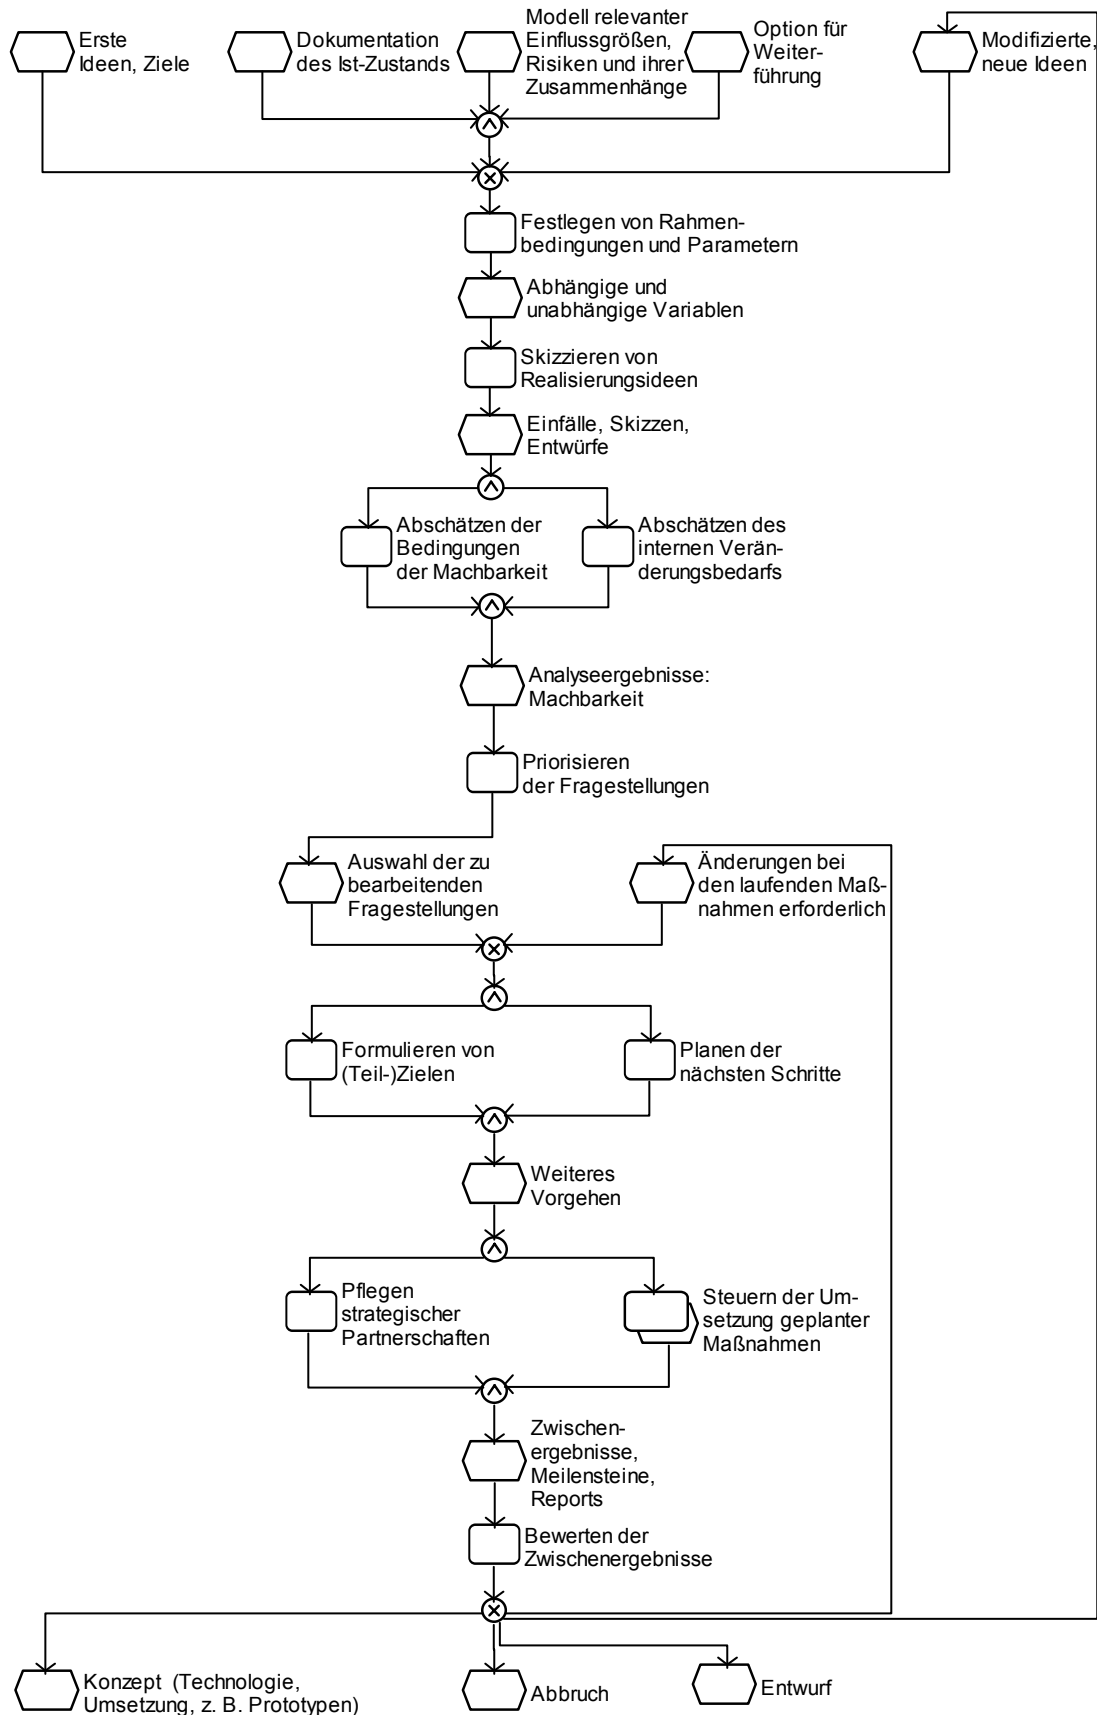 Erste
Ideen, Ziele
Dokumentation
des Ist-Zustands
Modell relevanter
Einflussgrößen,
Risiken und ihrer
Zusammenhänge
Option für
Weiter-
führung
Modifizierte,
neue Ideen
Festlegen von Rahmen-
bedingungen und Parametern
Abhängige und
unabhängige Variablen
Skizzieren von
Realisierungsideen
Einfälle, Skizzen,
Entwürfe
Abschätzen der
Bedingungen
der Machbarkeit
Abschätzen des
internen Verän-
derungsbedarfs
Analyseergebnisse:
Machbarkeit
Priorisieren
der Fragestellungen
Auswahl der zu
bearbeitenden
Fragestellungen
Änderungen bei
den laufenden Maß-
nahmen erforderlich
Formulieren von
(Teil-)Zielen
Planen der
nächsten Schritte
Weiteres
Vorgehen
Pflegen
strategischer
Partnerschaften
Steuern der Um-
setzung geplanter
Maßnahmen
Zwischen-
ergebnisse,
Meilensteine,
Reports
Bewerten der
Zwischenergebnisse
Konzept (Technologie,
Umsetzung, z. B. Prototypen)
Abbruch
Entwurf